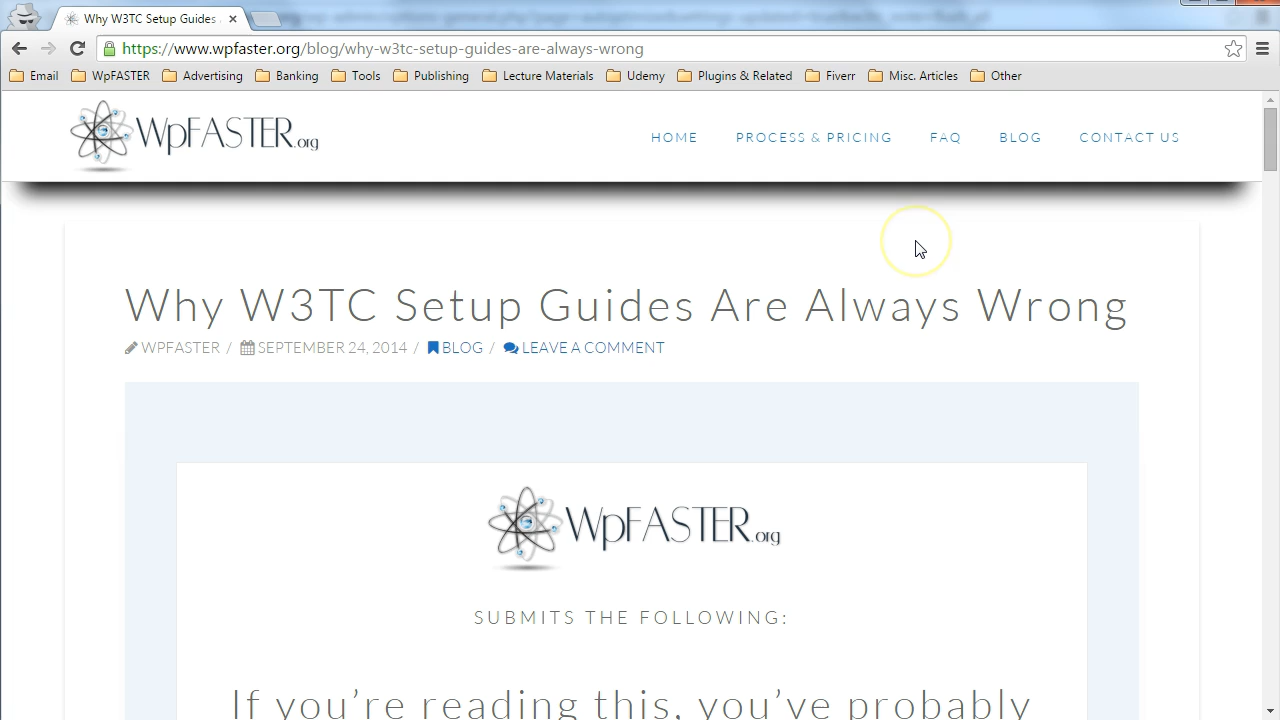 Why W3TC Setup Guides
https://www.wpfaster.org/blog/why-w3tc-setup-guides-are-always-wrong
Email WpFASTER Advertising Banking Tools Publishing Lecture Materials Udemy Plugins & Related Fiverr Misc. Articles Other
WpFASTER.org
HOME PROCESS & PRICING FAQ BLOG CONTACT US
Why W3TC Setup Guides Are Always Wrong
WPFASTER / SEPTEMBER 24, 2014 / BLOG / LEAVE A COMMENT
WpFASTER.org
SUBMITS THE FOLLOWING:
If you’re reading this, you’ve probably